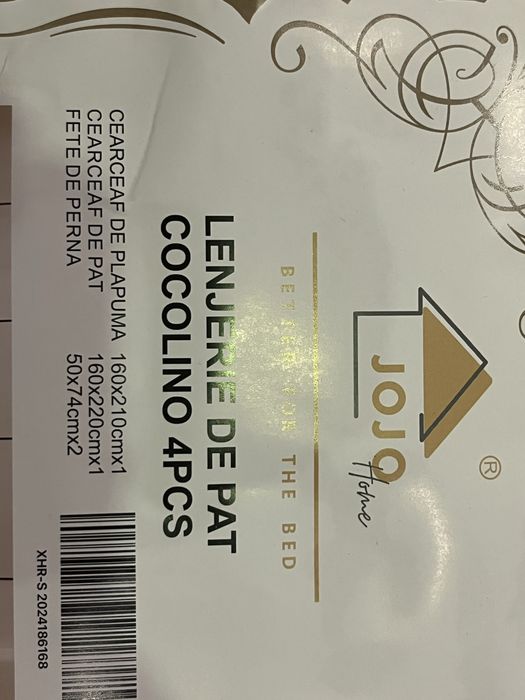 JOJO
Home
®
BETTER FOR THE BED
LENJERIE DE PAT
COCOLINO 4PCS
CEARCEAF DE PLAPUMA 160x210cmx1
CEARCEAF DE PAT 160x220cmx1
FETE DE PERNA 50x74cmx2
XHR-S 2024186168